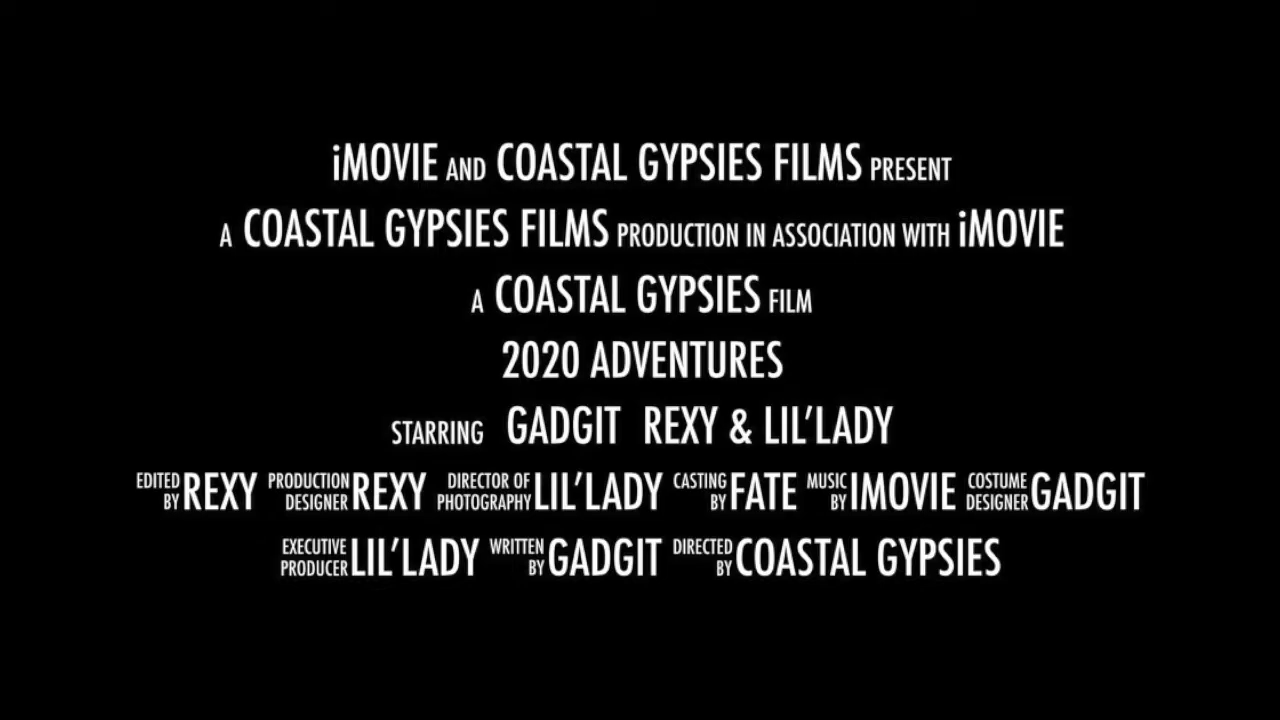 iMOVIE AND COASTAL GYPSIES FILMS PRESENT
A COASTAL GYPSIES FILMS PRODUCTION IN ASSOCIATION WITH iMOVIE
A COASTAL GYPSIES FILM
2020 ADVENTURES
STARRING GADGIT REXY & LIL’LADY
EDITED BY REXY PRODUCTION DESIGNER REXY DIRECTOR OF PHOTOGRAPHY LIL’LADY CASTING BY FATE MUSIC BY IMOVIE COSTUME DESIGNER GADGIT
EXECUTIVE PRODUCER LIL’LADY WRITTEN BY GADGIT DIRECTED BY COASTAL GYPSIES